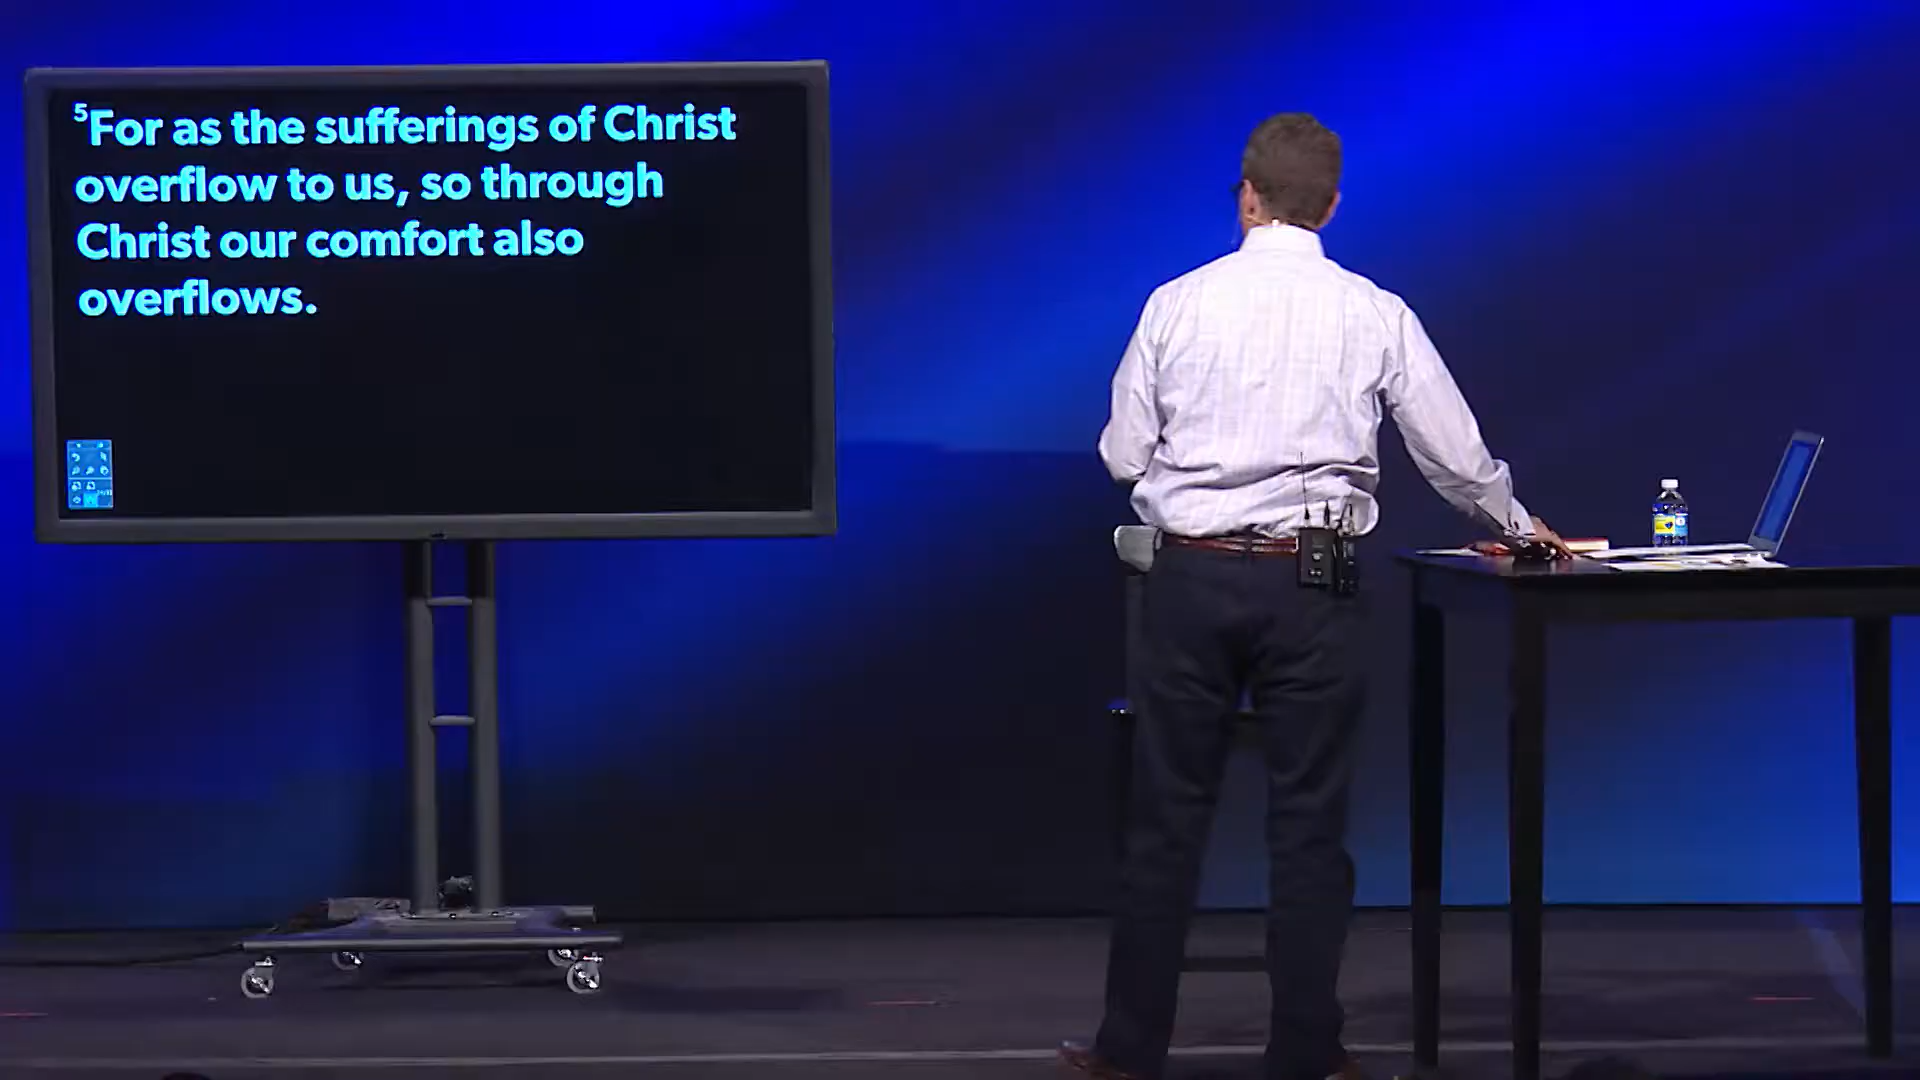 ⁵For as the sufferings of Christ
overflow to us, so through
Christ our comfort also
overflows.